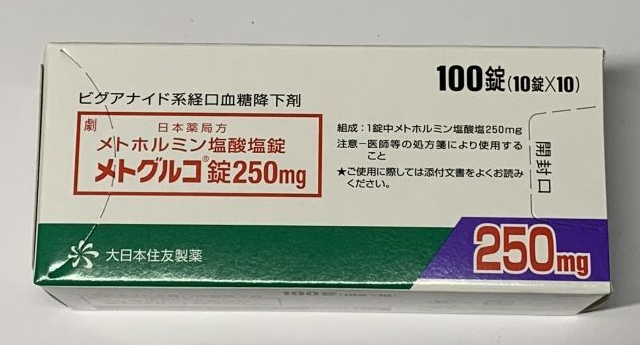 100錠(10錠×10)
ビグアナイド系経口血糖降下剤
劇 日本薬局方
メトホルミン塩酸塩錠
メトグルコ®錠250mg
組成:1錠中メトホルミン塩酸塩250mg
注意-医師等の処方箋により使用する
こと
★ご使用に際しては添付文書をよくお読み
ください。
開封口
大日本住友製薬
250mg
100錠